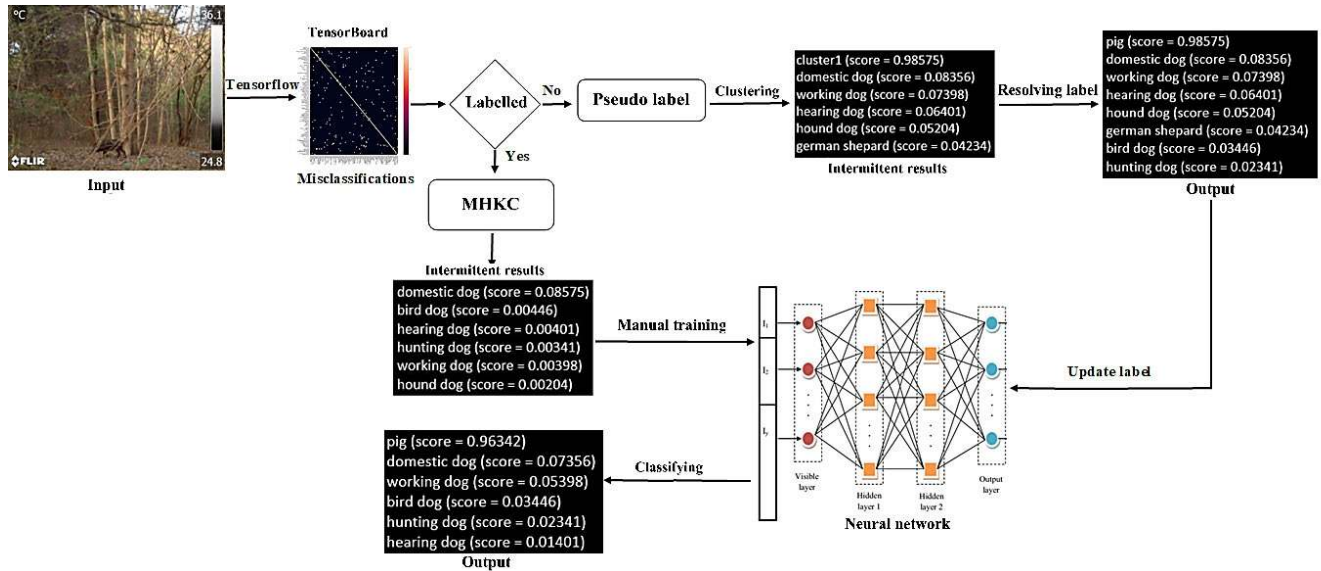 °C
36.1
24.8
FLIR
Input
Tensorflow
TensorBoard
Misclassifications
Labelled
No
Yes
Pseudo label
Clustering
cluster1 (score = 0.98575)
domestic dog (score = 0.08356)
working dog (score = 0.07398)
hearing dog (score = 0.06401)
hound dog (score = 0.05204)
german shepard (score = 0.04234)
Intermittent results
Resolving label
pig (score = 0.98575)
domestic dog (score = 0.08356)
working dog (score = 0.07398)
hearing dog (score = 0.06401)
hound dog (score = 0.05204)
german shepard (score = 0.04234)
bird dog (score = 0.03446)
hunting dog (score = 0.02341)
Output
MHKC
Intermittent results
domestic dog (score = 0.08575)
bird dog (score = 0.00446)
hearing dog (score = 0.00401)
hunting dog (score = 0.00341)
working dog (score = 0.00398)
hound dog (score = 0.00204)
Manual training
I1
I2
Visible
layer
Hidden
layer 1
Hidden
layer 2
Output
layer
Neural network
Update label
Classifying
pig (score = 0.96342)
domestic dog (score = 0.07356)
working dog (score = 0.05398)
bird dog (score = 0.03446)
hunting dog (score = 0.02341)
hearing dog (score = 0.01401)
Output